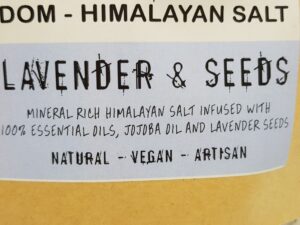 DOM - HIMALAYAN SALT
LAVENDER & SEEDS
MINERAL RICH HIMALAYAN SALT INFUSED WITH
100% ESSENTIAL OILS, JOJOBA OIL AND LAVENDER SEEDS
NATURAL - VEGAN - ARTISAN